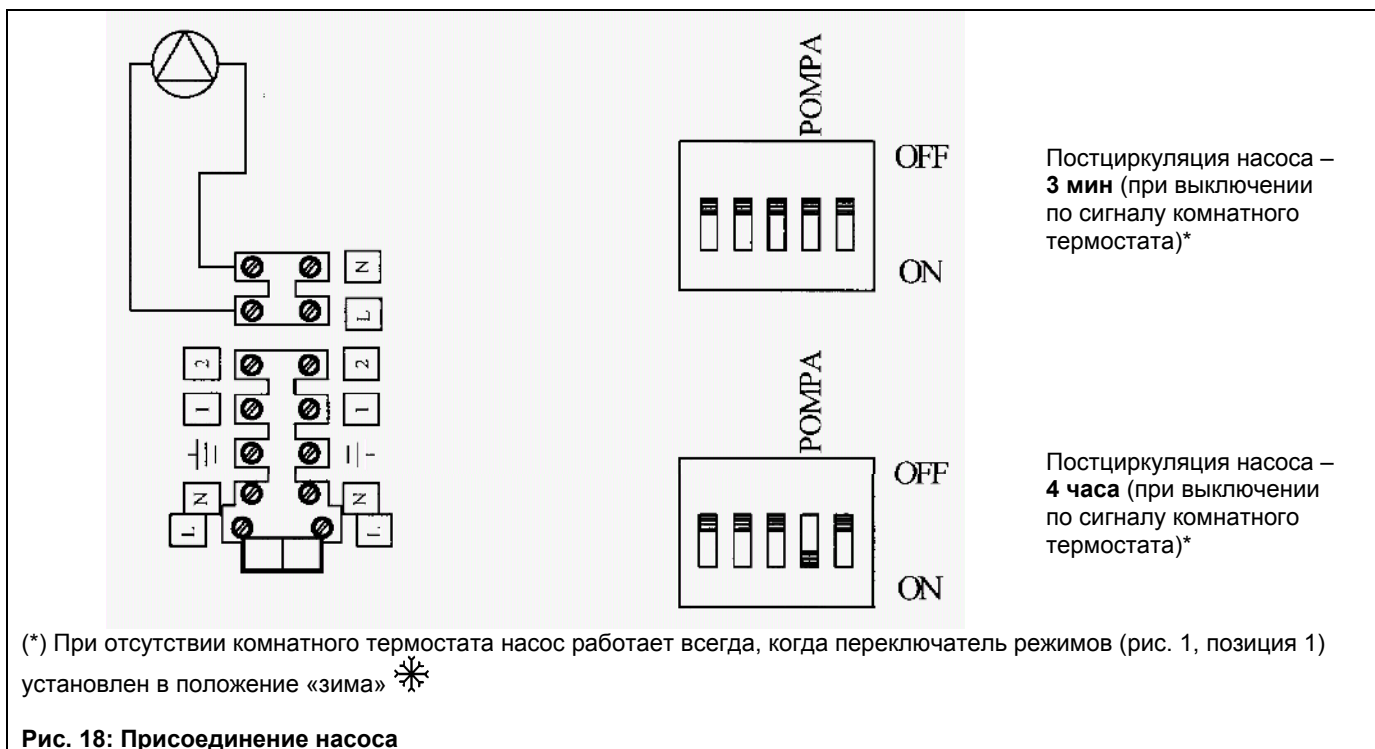 POMPA
OFF
ON
Постциркуляция насоса –
3 мин (при выключении
по сигналу комнатного
термостата)*
N
L
2 2
1 1
N N
L L
POMPA
OFF
ON
Постциркуляция насоса –
4 часа (при выключении
по сигналу комнатного
термостата)*
(*) При отсутствии комнатного термостата насос работает всегда, когда переключатель режимов (рис. 1, позиция 1)
установлен в положение «зима»
Рис. 18: Присоединение насоса